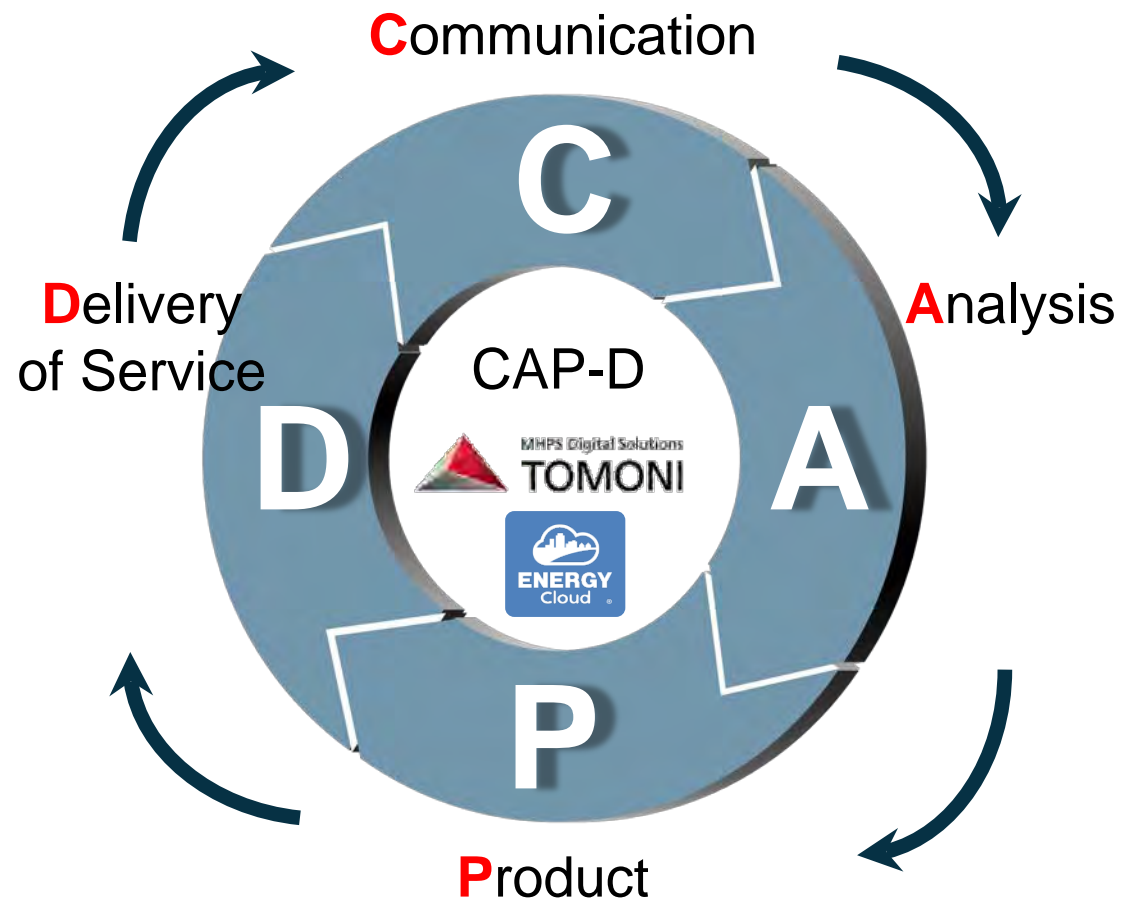 Communication
C
Delivery
of Service
Analysis
CAP-D
D
A
MHPS Digital Solutions
TOMONI
ENERGY
Cloud ®
P
Product